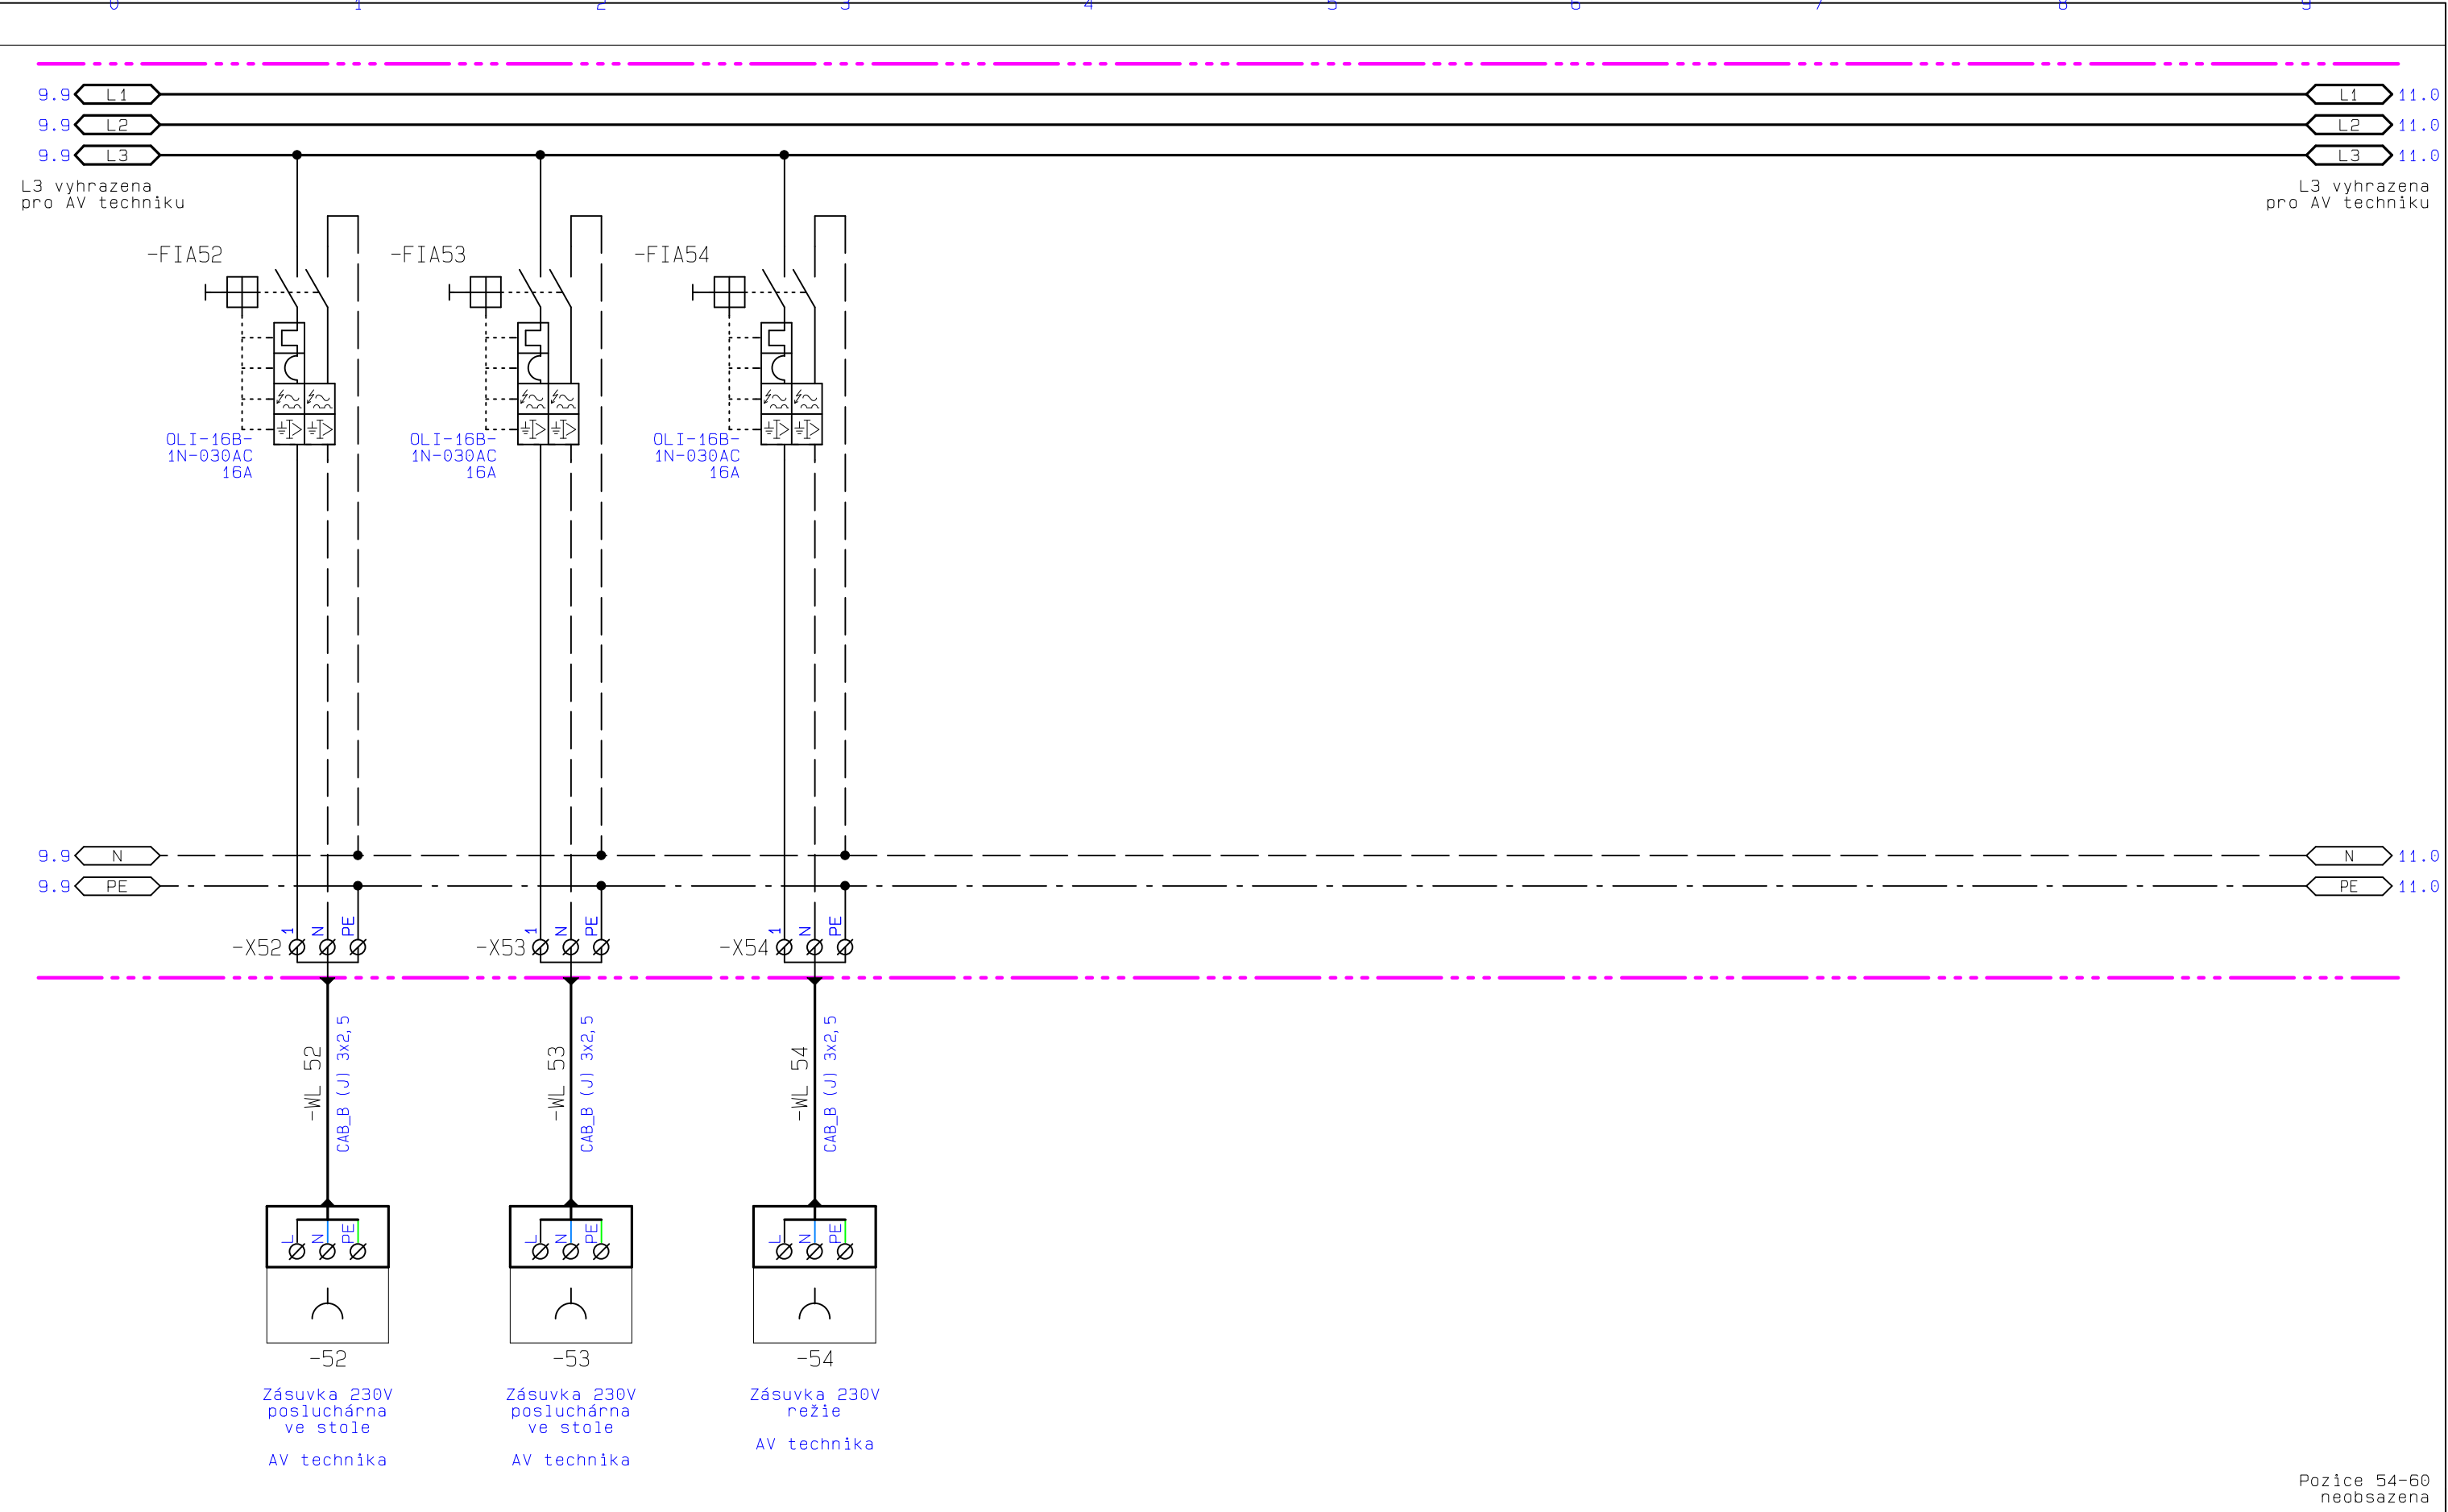 0 1 2 3 4 5 6 7 8 9
9.9 L1 L1 11.0
9.9 L2 L2 11.0
9.9 L3 L3 11.0
L3 vyhrazena
pro AV techniku
L3 vyhrazena
pro AV techniku
-FIA52
-FIA53
-FIA54
OLI-16B-
1N-030AC
16A
OLI-16B-
1N-030AC
16A
OLI-16B-
1N-030AC
16A
9.9 N N 11.0
9.9 PE PE 11.0
-X52 1 N PE
-X53 1 N PE
-X54 1 N PE
-WL 52
CAB_B (J) 3x2,5
-WL 53
CAB_B (J) 3x2,5
-WL 54
CAB_B (J) 3x2,5
L N PE
L N PE
L N PE
-52
Zásuvka 230V
posluchárna
ve stole
AV technika
-53
Zásuvka 230V
posluchárna
ve stole
AV technika
-54
Zásuvka 230V
režie
AV technika
Pozice 54-60
neobsazena